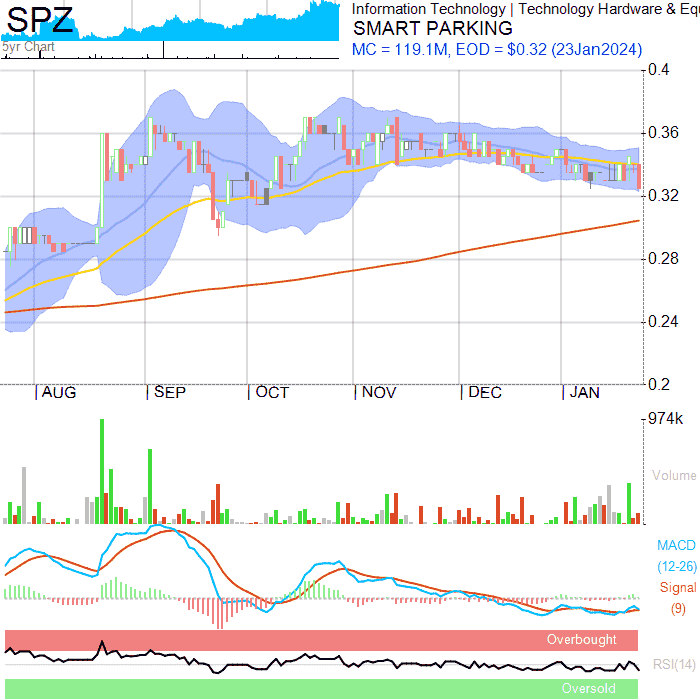 SPZ
Information Technology | Technology Hardware & Equ
SMART PARKING
5yr Chart
MC = 119.1M, EOD = $0.32 (23Jan2024)
0.4
0.36
0.32
0.28
0.24
0.2
| AUG | SEP | OCT | NOV | DEC | JAN
974k
Volume
MACD
(12-26)
Signal
(9)
Overbought
RSI(14)
Oversold